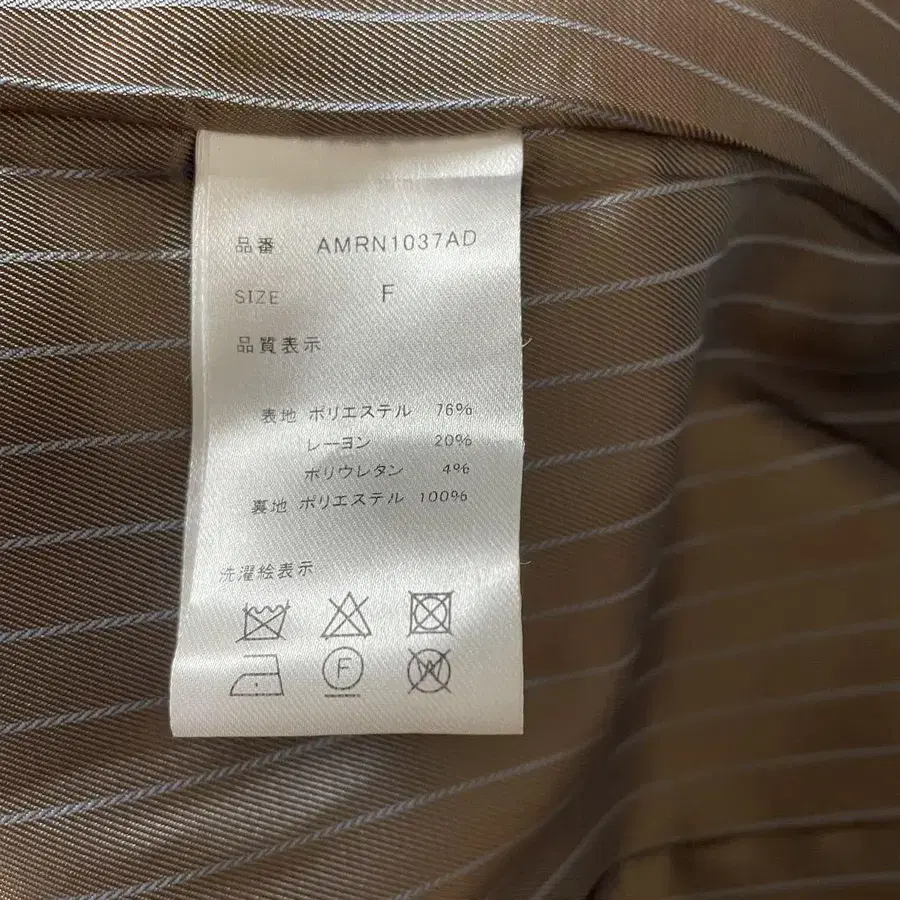 品番 AMRN1037AD
SIZE F
品質表示
表地 ポリエステル 76%
レーヨン 20%
ポリウレタン 4%
裏地 ポリエステル 100%
洗濯絵表示
F
W